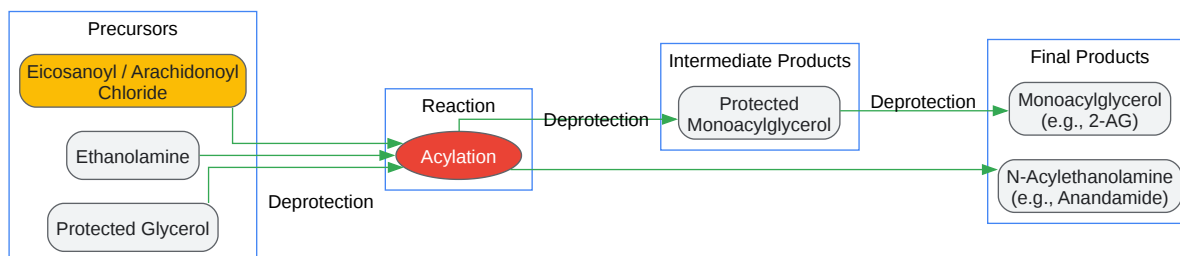 Precursors
Eicosanoyl / Arachidonoyl
Chloride
Ethanolamine
Protected Glycerol
Deprotection
Reaction
Acylation
Deprotection
Intermediate Products
Protected
Monoacylglycerol
Deprotection
Final Products
Monoacylglycerol
(e.g., 2-AG)
N-Acylethanolamine
(e.g., Anandamide)